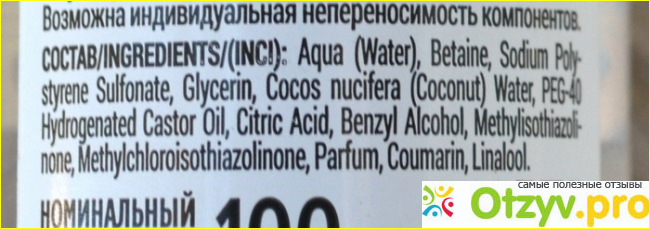 Возможна индивидуальная непереносимость компонентов.
СОСТАВ/INGREDIENTS/(INCI): Aqua (Water), Betaine, Sodium Poly-
styrene Sulfonate, Glycerin, Cocos nucifera (Coconut) Water, PEG-40
Hydrogenated Castor Oil, Citric Acid, Benzyl Alcohol, Methylisothiazoli-
none, Methylchloroisothiazolinone, Parfum, Coumarin, Linalool.
НОМИНАЛЬНЫЙ 100
самые полезные отзывы
Otzyv.pro